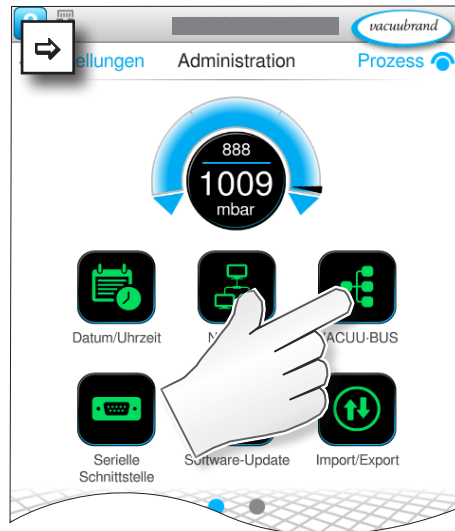 vacuubrand
ellungen Administration Prozess
888
1009
mbar
Datum/Uhrzeit N ACUU·BUS
Serielle Software-Update Import/Export
Schnittstelle